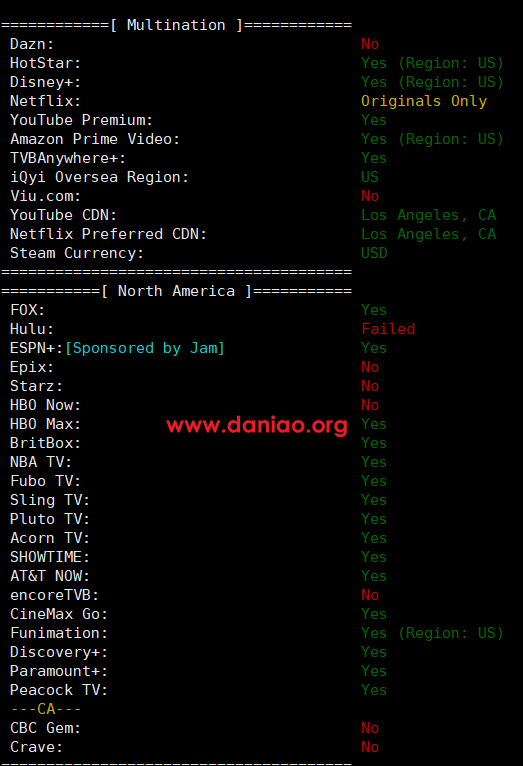 ============[ Multination ]============
Dazn: No
HotStar: Yes (Region: US)
Disney+: Yes (Region: US)
Netflix: Originals Only
YouTube Premium: Yes
Amazon Prime Video: Yes (Region: US)
TVBAnywhere+: Yes
iQyi Oversea Region: US
Viu.com: No
YouTube CDN: Los Angeles, CA
Netflix Preferred CDN: Los Angeles, CA
Steam Currency: USD
=======================================
===========[ North America ]===========
FOX: Yes
Hulu: Failed
ESPN+:[Sponsored by Jam] Yes
Epix: No
Starz: No
HBO Now: No
HBO Max: Yes
www.daniao.org
BritBox: Yes
NBA TV: Yes
Fubo TV: Yes
Sling TV: Yes
Pluto TV: Yes
Acorn TV: Yes
SHOWTIME: Yes
AT&T NOW: Yes
encoreTVB: No
CineMax Go: Yes
Funimation: Yes (Region: US)
Discovery+: Yes
Paramount+: Yes
Peacock TV: Yes
---CA---
CBC Gem: No
Crave: No
=======================================